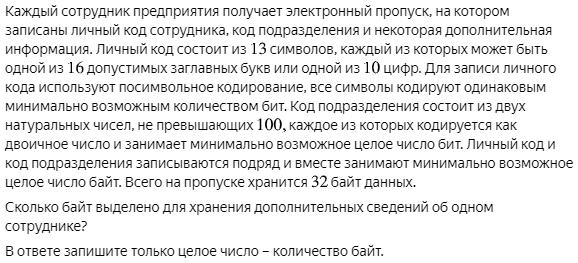 Каждый сотрудник предприятия получает электронный пропуск, на котором
записаны личный код сотрудника, код подразделения и некоторая дополнительная
информация. Личный код состоит из 13 символов, каждый из которых может быть
одной из 16 допустимых заглавных букв или одной из 10 цифр. Для записи личного
кода используют посимвольное кодирование, все символы кодируют одинаковым
минимально возможным количеством бит. Код подразделения состоит из двух
натуральных чисел, не превышающих 100, каждое из которых кодируется как
двоичное число и занимает минимально возможное целое число бит. Личный код и
код подразделения записываются подряд и вместе занимают минимально возможное
целое число байт. Всего на пропуске хранится 32 байт данных.
Сколько байт выделено для хранения дополнительных сведений об одном
сотруднике?
В ответе запишите только целое число – количество байт.